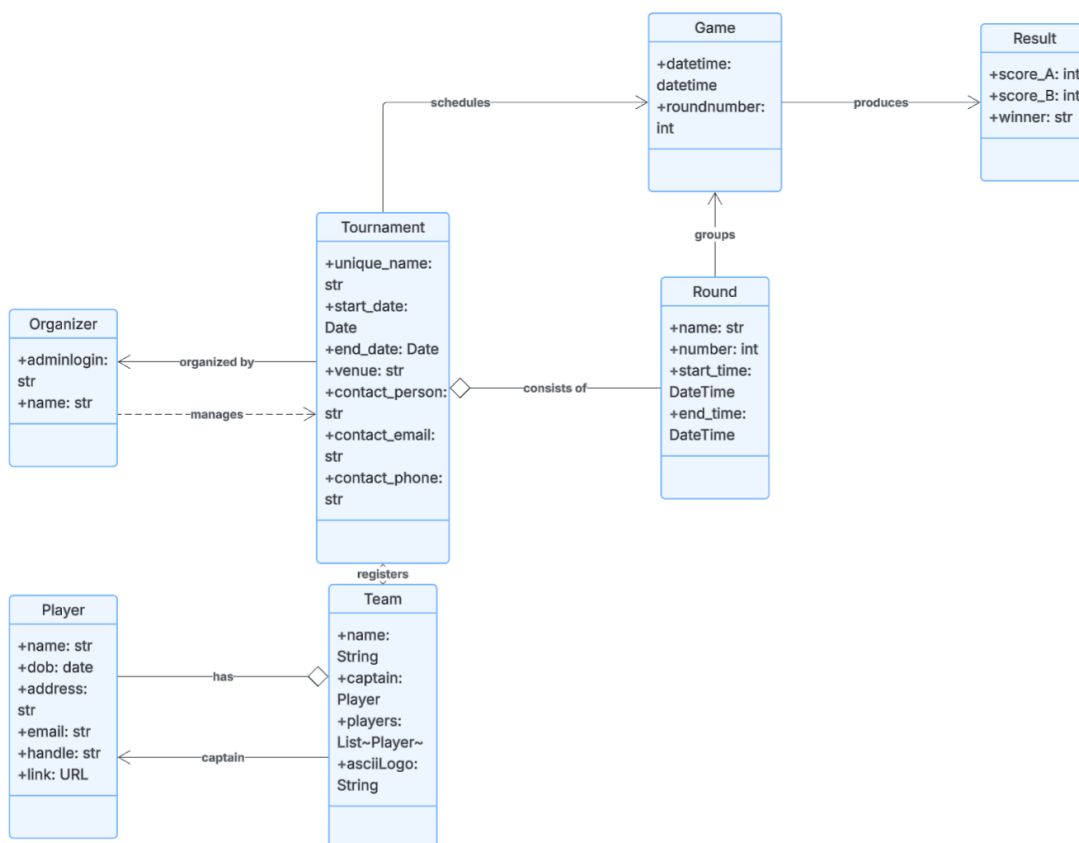 Game
+datetime:
datetime
+roundnumber:
int
Result
+score_A: int
+score_B: int
+winner: str
schedules
produces
groups
Tournament
+unique_name:
str
+start_date:
Date
+end_date: Date
+venue: str
+contact_person:
str
+contact_email:
str
+contact_phone:
str
Round
+name: str
+number: int
+start_time:
DateTime
+end_time:
DateTime
Organizer
+adminlogin:
str
+name: str
organized by
manages
consists of
registers
Player
+name: str
+dob: date
+address:
str
+email: str
+handle: str
+link: URL
has
captain
Team
+name:
String
+captain:
Player
+players:
List~Player~
+asciiLogo:
String